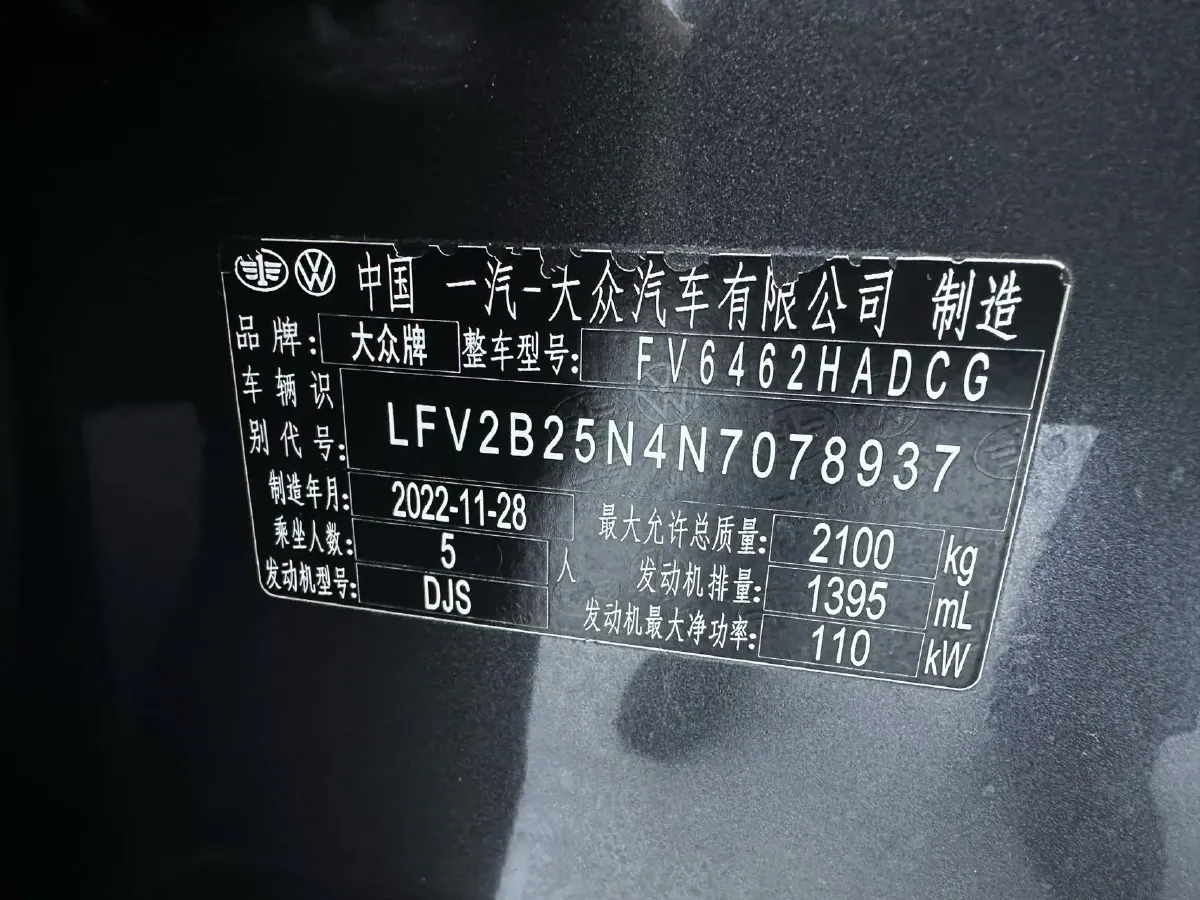 中国 一汽-大众汽车有限公司 制造
品牌: 大众牌 整车型号: FV6462HADCG
车辆识
别代号: LFV2B25N4N7078937
制造年月: 2022-11-28 最大允许总质量: 2100 kg
乘坐人数: 5 人 发动机排量: 1395 mL
发动机型号: DJS 发动机最大净功率: 110 kW